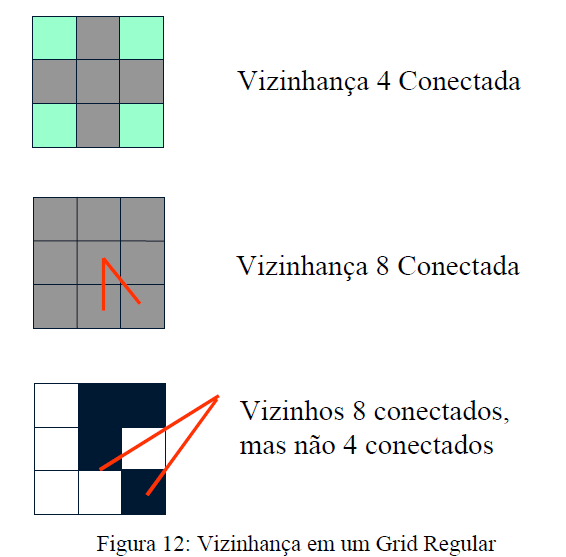 Vizinhança 4 Conectada
Vizinhança 8 Conectada
Vizinhos 8 conectados,
mas não 4 conectados
Figura 12: Vizinhança em um Grid Regular